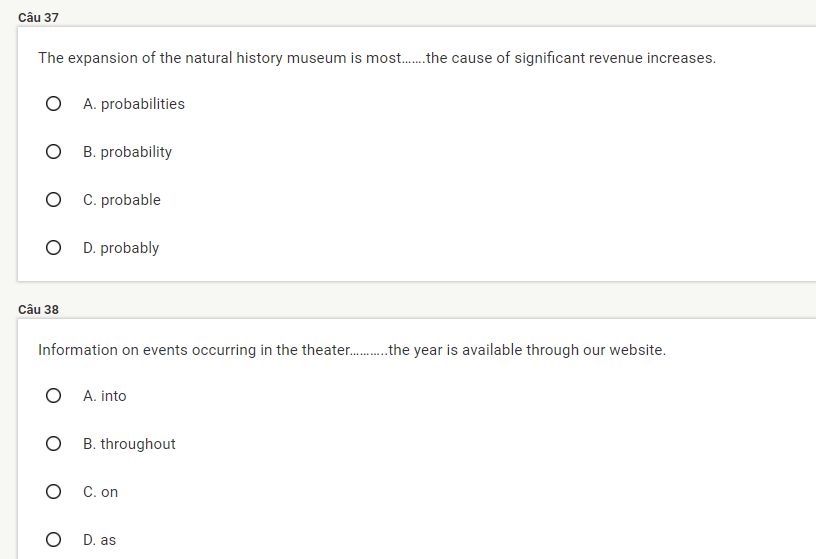 Câu 37
The expansion of the natural history museum is most.......the cause of significant revenue increases.
A. probabilities
B. probability
C. probable
D. probably
Câu 38
Information on events occurring in the theater...........the year is available through our website.
A. into
B. throughout
C. on
D. as